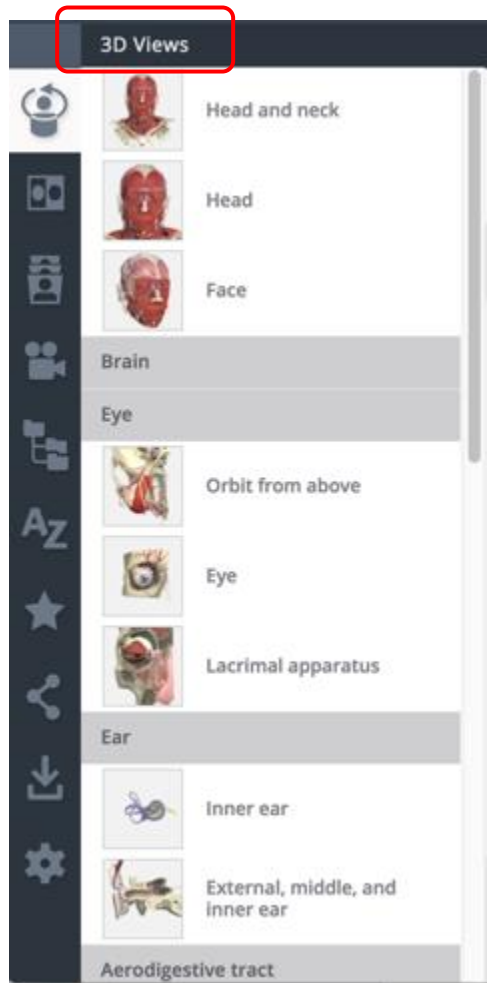 3D Views
Head and neck
Head
Face
Brain
Eye
Orbit from above
Eye
Lacrimal apparatus
Ear
Inner ear
External, middle, and
inner ear
Aerodigestive tract
AZ